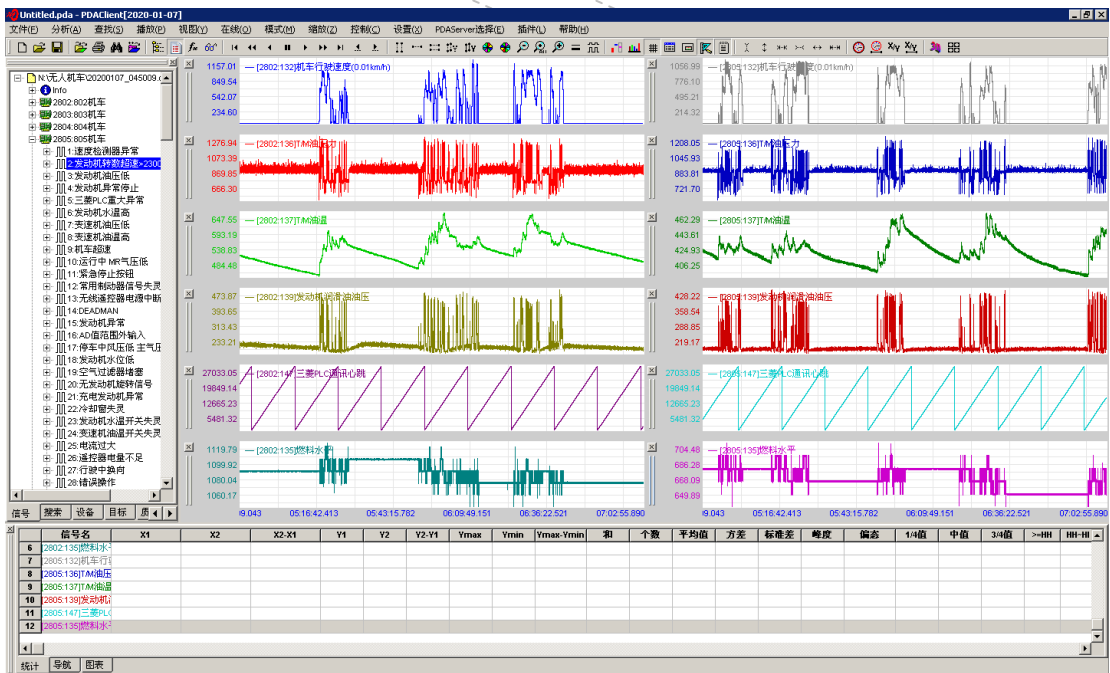 Untitled.pda - PDAClient[2020-01-07]
文件(F) 分析(A) 查找(S) 播放(P) 视图(Y) 在线(O) 模式(M) 缩放(Z) 控制(C) 设置(X) PDAServer选择(E) 插件(L) 帮助(H)
N:\无人机车\20200107_045009.
Info
2802:802机车
2803:803机车
2804:804机车
2805:805机车
1:速度检测器异常
2:发动机转数超速>2300
3:发动机油压低
4:发动机异常停止
5:三菱PLC重大异常
6:发动机水温高
7:变速机油压低
8:变速机油温高
9:机车超速
10:运行中 MR气压低
11:紧急停止按钮
12:常用制动器信号失灵
13:无线遥控器电源中断
14:DEADMAN
15:发动机异常
16:AD值范围外输入
17:停车中风压低 主气压
18:发动机水位低
19:空气过滤器堵塞
20:无发动机旋转信号
21:充电发动机异常
22:冷却窗失灵
23:发动机水温开关失灵
24:变速机油温开关失灵
25:电流过大
26:遥控器电量不足
27:行驶中换向
28:错误操作
信号 搜索 设备 目标 质
1157.01 [2802:132]机车行驶速度(0.01km/h)
849.54
542.07
234.60
1056.99 [2805:132]机车行驶速度(0.01km/h)
776.10
495.21
214.32
1276.94 [2802:136]T/M油压力
1073.39
869.85
666.30
1208.05 [2805:136]T/M油压力
1045.93
883.81
721.70
647.55 [2802:137]T/M油温
593.19
538.83
484.48
462.29 [2805:137]T/M油温
443.61
424.93
406.25
473.87 [2802:139]发动机润滑油油压
393.65
313.43
233.21
428.22 [2805:139]发动机润滑油油压
358.54
288.85
219.17
27033.05 [2802:147]三菱PLC通讯心跳
19849.14
12665.23
5481.32
27033.05 [2805:147]三菱PLC通讯心跳
19849.14
12665.23
5481.32
1119.79 [2802:135]燃料水平
1099.92
1080.04
1060.17
704.48 [2805:135]燃料水平
686.28
668.09
649.89
9.043 05:16:42.413 05:43:15.782 06:09:49.151 06:36:22.521 07:02:55.890
9.043 05:16:42.413 05:43:15.782 06:09:49.151 06:36:22.521 07:02:55.890
信号名 X1 X2 X2-X1 Y1 Y2 Y2-Y1 Ymax Ymin Ymax-Ymin 和 个数 平均值 方差 标准差 峰度 偏态 1/4值 中值 3/4值 >=HH HH-HI
6 [2802:135]燃料水
7 [2805:132]机车行
8 [2805:136]T/M油压
9 [2805:137]T/M油温
10 [2805:139]发动机
11 [2805:147]三菱PLC
12 [2805:135]燃料水
统计 导航 图表